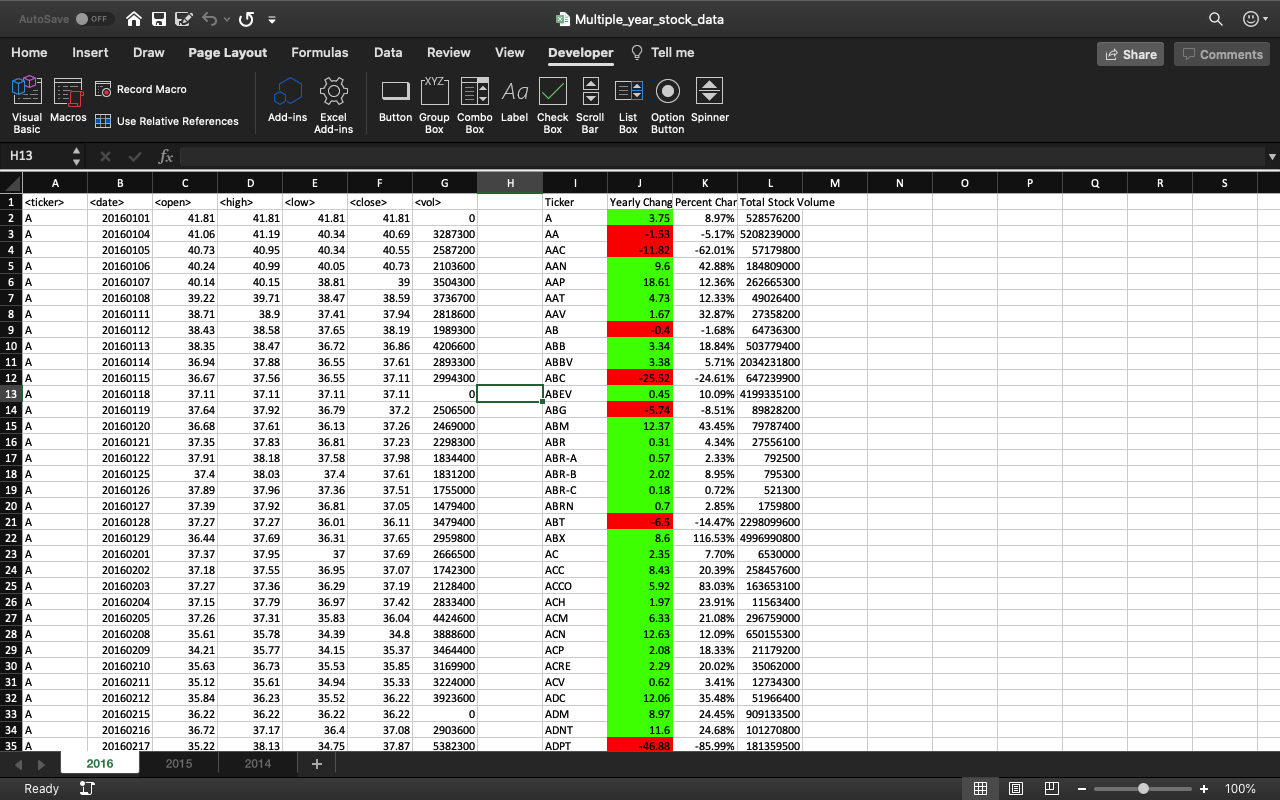 AutoSave OFF Multiple_year_stock_data
Home Insert Draw Page Layout Formulas Data Review View Developer Tell me Share Comments
Visual Basic Macros Record Macro Use Relative References Add-ins Excel Add-ins Button Group Box Combo Box Label Check Box Scroll Bar List Box Option Button Spinner
XYZ Aa
H13 fx
A B C D E F G H I J K L M N O P Q R S
1 <ticker> <date> <open> <high> <low> <close> <vol> Ticker Yearly Chang Percent Char Total Stock Volume
2 A 20160101 41.81 41.81 41.81 41.81 0 A 3.75 8.97% 528576200
3 A 20160104 41.06 41.19 40.34 40.69 3287300 AA -1.53 -5.17% 5208239000
4 A 20160105 40.73 40.95 40.34 40.55 2587200 AAC -11.82 -62.01% 57179800
5 A 20160106 40.24 40.99 40.05 40.73 2103600 AAN 9.6 42.88% 184809000
6 A 20160107 40.14 40.15 38.81 39 3504300 AAP 18.61 12.36% 262665300
7 A 20160108 39.22 39.71 38.47 38.59 3736700 AAT 4.73 12.33% 49026400
8 A 20160111 38.71 38.9 37.41 37.94 2818600 AAV 1.67 32.87% 27358200
9 A 20160112 38.43 38.58 37.65 38.19 1989300 AB -0.4 -1.68% 64736300
10 A 20160113 38.35 38.47 36.72 36.86 4206600 ABB 3.34 18.84% 503779400
11 A 20160114 36.94 37.88 36.55 37.61 2893300 ABBV 3.38 5.71% 2034231800
12 A 20160115 36.67 37.56 36.55 37.11 2994300 ABC -25.52 -24.61% 647239900
13 A 20160118 37.11 37.11 37.11 37.11 0 ABEV 0.45 10.09% 4199335100
14 A 20160119 37.64 37.92 36.79 37.2 2506500 ABG -5.74 -8.51% 89828200
15 A 20160120 36.68 37.61 36.13 37.26 2469000 ABM 12.37 43.45% 79787400
16 A 20160121 37.35 37.83 36.81 37.23 2298300 ABR 0.31 4.34% 27556100
17 A 20160122 37.91 38.18 37.58 37.98 1834400 ABR-A 0.57 2.33% 792500
18 A 20160125 37.4 38.03 37.4 37.61 1831200 ABR-B 2.02 8.95% 795300
19 A 20160126 37.89 37.96 37.36 37.51 1755000 ABR-C 0.18 0.72% 521300
20 A 20160127 37.39 37.92 36.81 37.05 1479400 ABRN 0.7 2.85% 1759800
21 A 20160128 37.27 37.27 36.01 36.11 3479400 ABT -6.5 -14.47% 2298099600
22 A 20160129 36.44 37.69 36.31 37.65 2959800 ABX 8.6 116.53% 4996990800
23 A 20160201 37.37 37.95 37 37.69 2666500 AC 2.35 7.70% 6530000
24 A 20160202 37.18 37.55 36.95 37.07 1742300 ACC 8.43 20.39% 258457600
25 A 20160203 37.27 37.36 36.29 37.19 2128400 ACCO 5.92 83.03% 163653100
26 A 20160204 37.15 37.79 36.97 37.42 2833400 ACH 1.97 23.91% 11563400
27 A 20160205 37.26 37.31 35.83 36.04 4424600 ACM 6.33 21.08% 296759000
28 A 20160208 35.61 35.78 34.39 34.8 3888600 ACN 12.63 12.09% 650155300
29 A 20160209 34.21 35.77 34.15 35.37 3464400 ACP 2.08 18.33% 21179200
30 A 20160210 35.63 36.73 35.53 35.85 3169900 ACRE 2.29 20.02% 35062000
31 A 20160211 35.12 35.61 34.94 35.33 3224000 ACV 0.62 3.41% 12734300
32 A 20160212 35.84 36.23 35.52 36.22 3923600 ADC 12.06 35.48% 51966400
33 A 20160215 36.22 36.22 36.22 36.22 0 ADM 8.97 24.45% 909133500
34 A 20160216 36.72 37.17 36.4 37.08 2903600 ADNT 11.6 24.68% 101270800
35 A 20160217 35.22 38.13 34.75 37.87 5382300 ADPT -46.88 -85.99% 181359500
2016 2015 2014 +
Ready 100%